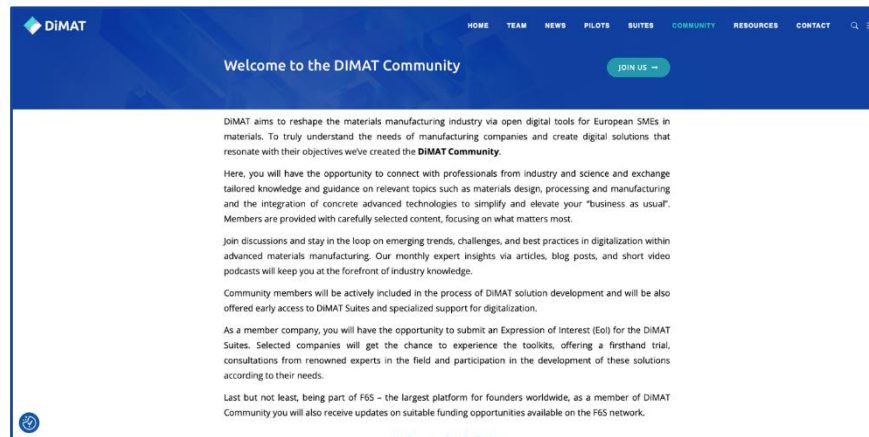 DiMAT
HOME TEAM NEWS PILOTS SUITES COMMUNITY RESOURCES CONTACT
Welcome to the DIMAT Community
JOIN US →
DiMAT aims to reshape the materials manufacturing industry via open digital tools for European SMEs in
materials. To truly understand the needs of manufacturing companies and create digital solutions that
resonate with their objectives we've created the DiMAT Community.
Here, you will have the opportunity to connect with professionals from industry and science and exchange
tailored knowledge and guidance on relevant topics such as materials design, processing and manufacturing
and the integration of concrete advanced technologies to simplify and elevate your "business as usual".
Members are provided with carefully selected content, focusing on what matters most.
Join discussions and stay in the loop on emerging trends, challenges, and best practices in digitalization within
advanced materials manufacturing. Our monthly expert insights via articles, blog posts, and short video
podcasts will keep you at the forefront of industry knowledge.
Community members will be actively included in the process of DiMAT solution development and will be also
offered early access to DiMAT Suites and specialized support for digitalization.
As a member company, you will have the opportunity to submit an Expression of Interest (EoI) for the DiMAT
Suites. Selected companies will get the chance to experience the toolkits, offering a firsthand trial,
consultations from renowned experts in the field and participation in the development of these solutions
according to their needs.
Last but not least, being part of F6S – the largest platform for founders worldwide, as a member of DiMAT
Community you will also receive updates on suitable funding opportunities available on the F6S network.